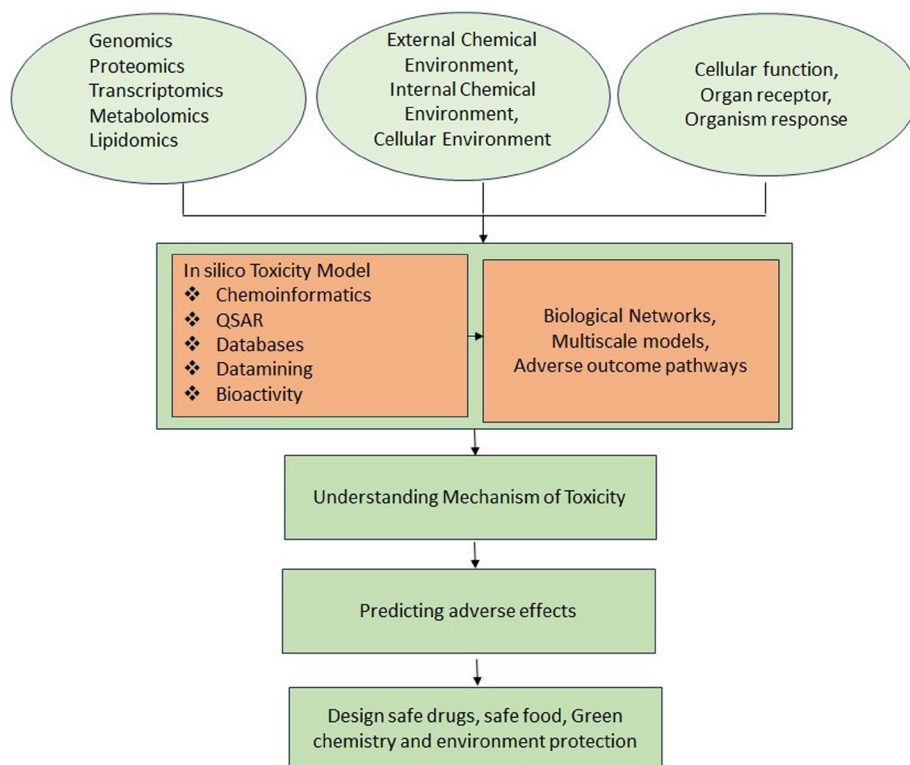 Genomics
Proteomics
Transcriptomics
Metabolomics
Lipidomics
External Chemical
Environment,
Internal Chemical
Environment,
Cellular Environment
Cellular function,
Organ receptor,
Organism response
In silico Toxicity Model
❖ Chemoinformatics
❖ QSAR
❖ Databases
❖ Datamining
❖ Bioactivity
Biological Networks,
Multiscale models,
Adverse outcome pathways
Understanding Mechanism of Toxicity
Predicting adverse effects
Design safe drugs, safe food, Green
chemistry and environment protection